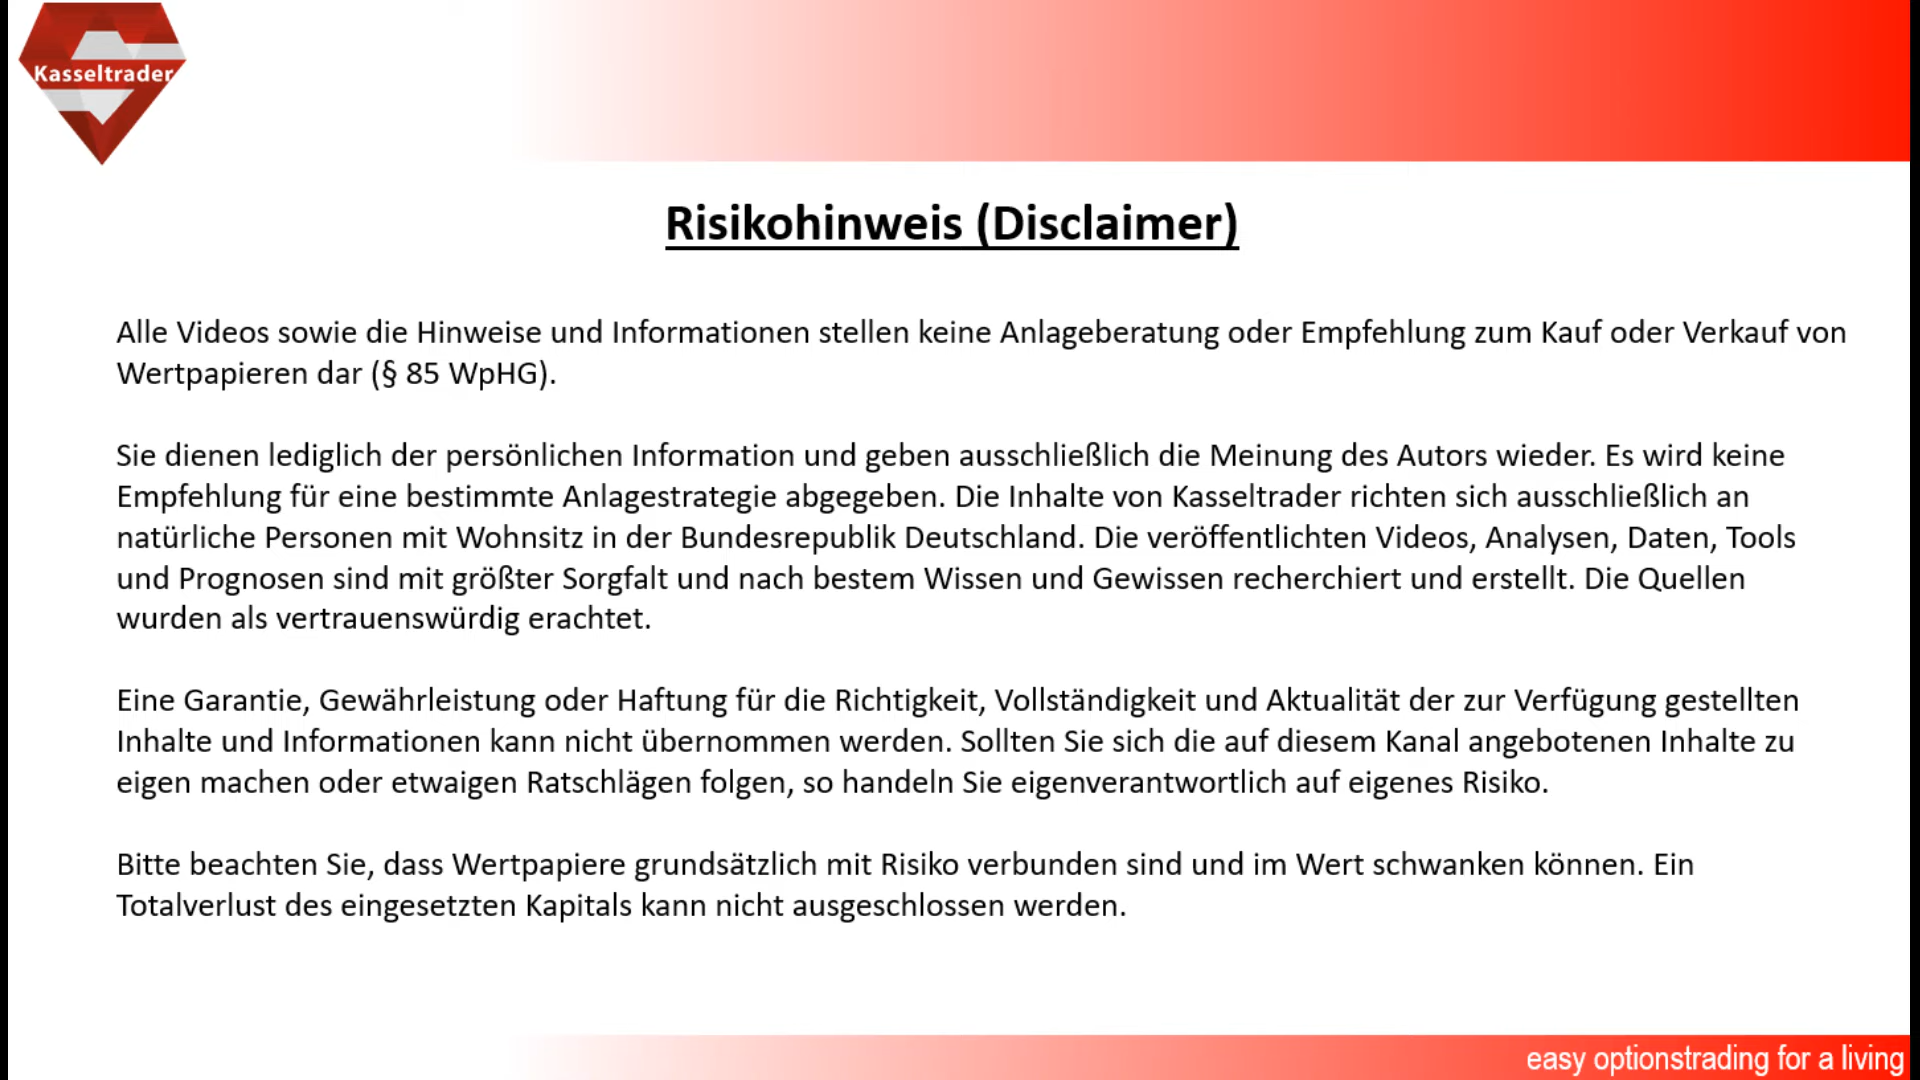 Kasseltrader
Risikohinweis (Disclaimer)
Alle Videos sowie die Hinweise und Informationen stellen keine Anlageberatung oder Empfehlung zum Kauf oder Verkauf von
Wertpapieren dar (§ 85 WpHG).
Sie dienen lediglich der persönlichen Information und geben ausschließlich die Meinung des Autors wieder. Es wird keine
Empfehlung für eine bestimmte Anlagestrategie abgegeben. Die Inhalte von Kasseltrader richten sich ausschließlich an
natürliche Personen mit Wohnsitz in der Bundesrepublik Deutschland. Die veröffentlichten Videos, Analysen, Daten, Tools
und Prognosen sind mit größter Sorgfalt und nach bestem Wissen und Gewissen recherchiert und erstellt. Die Quellen
wurden als vertrauenswürdig erachtet.
Eine Garantie, Gewährleistung oder Haftung für die Richtigkeit, Vollständigkeit und Aktualität der zur Verfügung gestellten
Inhalte und Informationen kann nicht übernommen werden. Sollten Sie sich die auf diesem Kanal angebotenen Inhalte zu
eigen machen oder etwaigen Ratschlägen folgen, so handeln Sie eigenverantwortlich auf eigenes Risiko.
Bitte beachten Sie, dass Wertpapiere grundsätzlich mit Risiko verbunden sind und im Wert schwanken können. Ein
Totalverlust des eingesetzten Kapitals kann nicht ausgeschlossen werden.
easy optionstrading for a living